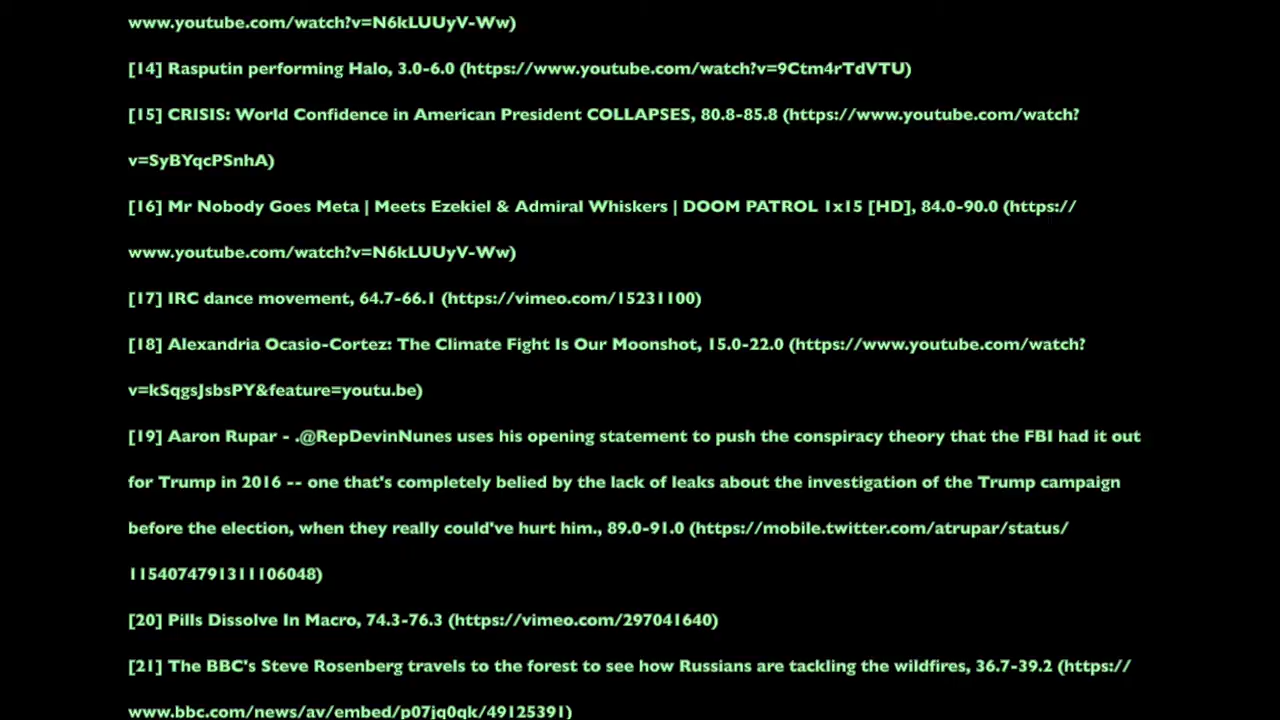 www.youtube.com/watch?v=N6kLUUyV-Ww)
[14] Rasputin performing Halo, 3.0-6.0 (https://www.youtube.com/watch?v=9Ctm4rTdVTU)
[15] CRISIS: World Confidence in American President COLLAPSES, 80.8-85.8 (https://www.youtube.com/watch?
v=SyBYqcPSnhA)
[16] Mr Nobody Goes Meta | Meets Ezekiel & Admiral Whiskers | DOOM PATROL 1x15 [HD], 84.0-90.0 (https://
www.youtube.com/watch?v=N6kLUUyV-Ww)
[17] IRC dance movement, 64.7-66.1 (https://vimeo.com/15231100)
[18] Alexandria Ocasio-Cortez: The Climate Fight Is Our Moonshot, 15.0-22.0 (https://www.youtube.com/watch?
v=kSqgsJsbsPY&feature=youtu.be)
[19] Aaron Rupar - .@RepDevinNunes uses his opening statement to push the conspiracy theory that the FBI had it out
for Trump in 2016 -- one that's completely belied by the lack of leaks about the investigation of the Trump campaign
before the election, when they really could've hurt him., 89.0-91.0 (https://mobile.twitter.com/atrupar/status/
1154074791311106048)
[20] Pills Dissolve In Macro, 74.3-76.3 (https://vimeo.com/297041640)
[21] The BBC's Steve Rosenberg travels to the forest to see how Russians are tackling the wildfires, 36.7-39.2 (https://
www.bbc.com/news/av/embed/p07jq0qk/49125391)